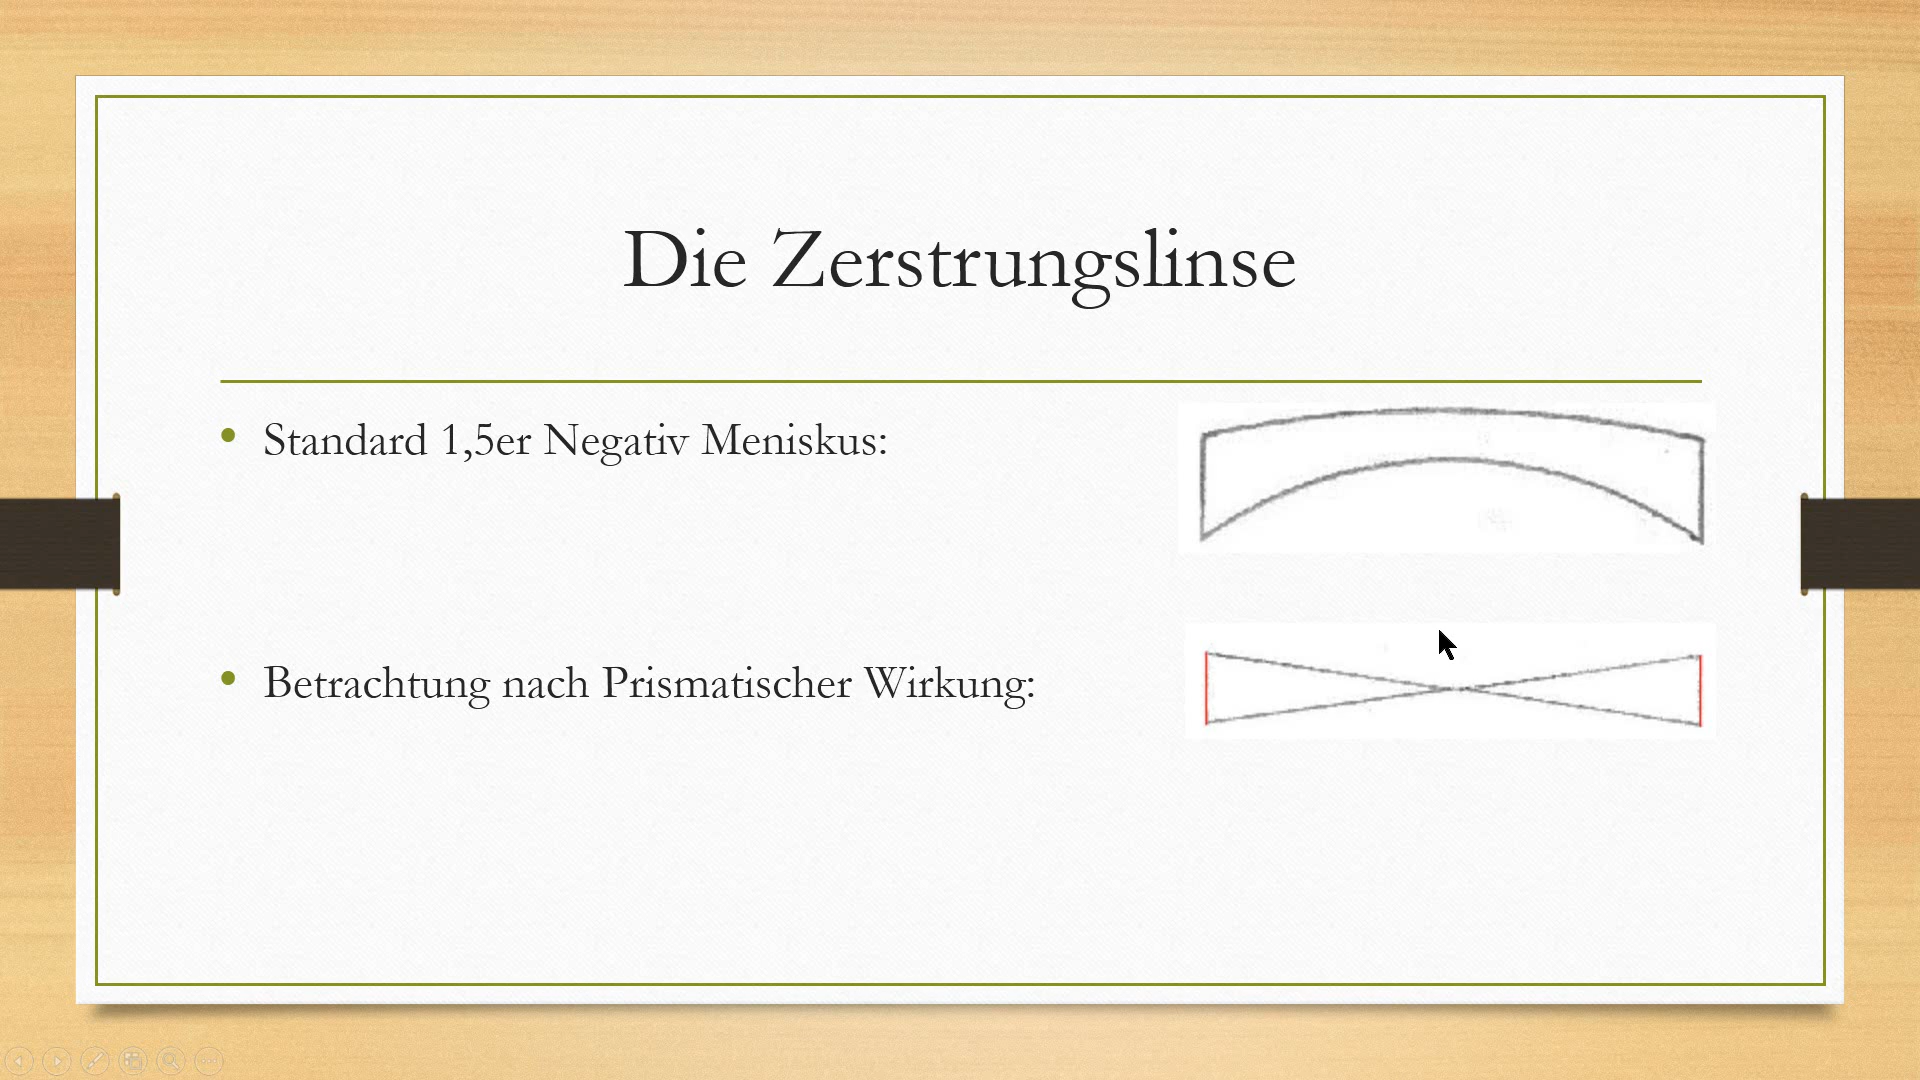 Die Zerstrungslinse
Standard 1,5er Negativ Meniskus:
Betrachtung nach Prismatischer Wirkung: